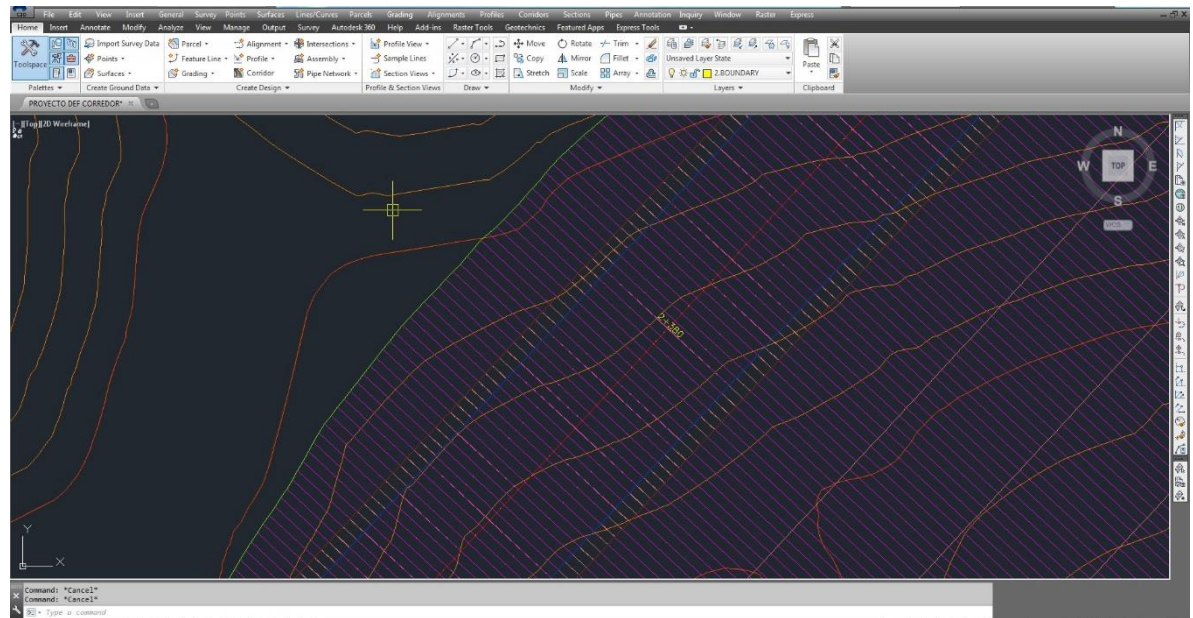 File Edit View Insert General Survey Points Surfaces Lines/Curves Parcels Grading Alignments Profiles Corridors Sections Pipes Annotation Inquiry Window Raster Express
Home Insert Annotate Modify Analyze View Manage Output Survey Autodesk 360 Help Add-ins Raster Tools Geotechnics Featured Apps Express Tools
Import Survey Data Parcel Alignment Intersections Profile View Move Rotate Trim
Toolspace Points Feature Line Profile Assembly Sample Lines Copy Mirror Fillet Unsaved Layer State Paste
Surfaces Grading Corridor Pipe Network Section Views Stretch Scale Array 2.BOUNDARY
Palettes Create Ground Data Create Design Profile & Section Views Draw Modify Layers Clipboard
PROYECTO DEF CORREDOR*
[-][Top][2D Wireframe]
N
W TOP E
S
WCS
2+380
Y
X
Command: *Cancel*
Command: *Cancel*
Type a command